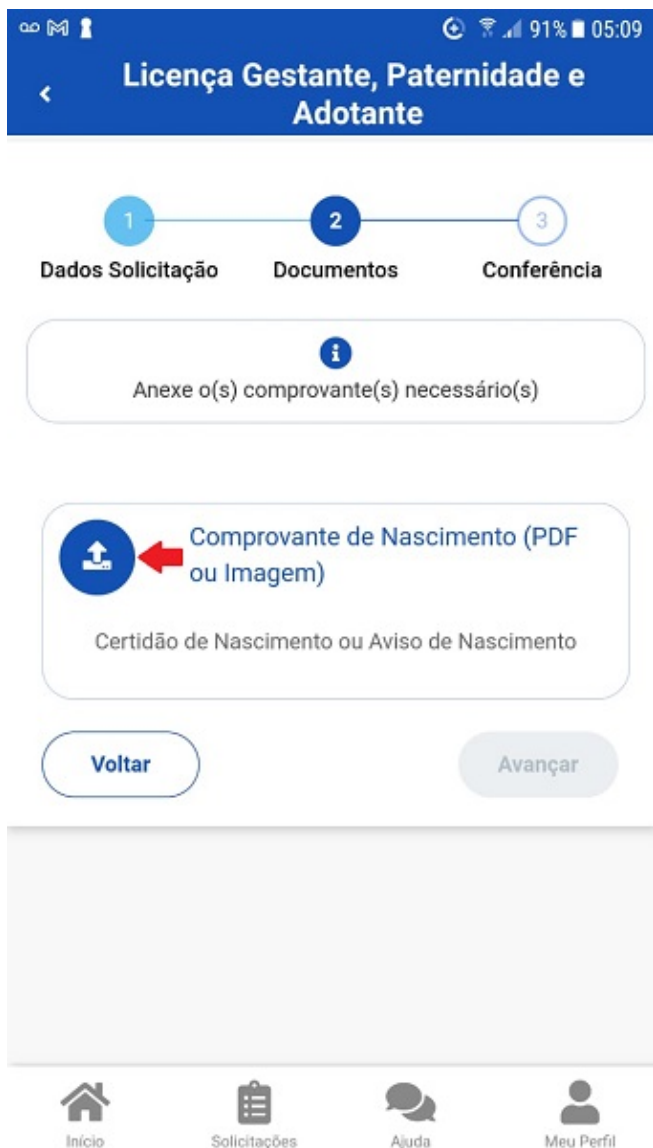 91% 05:09
Licença Gestante, Paternidade e
Adotante
1 2 3
Dados Solicitação Documentos Conferência
Anexe o(s) comprovante(s) necessário(s)
Comprovante de Nascimento (PDF
ou Imagem)
Certidão de Nascimento ou Aviso de Nascimento
Voltar Avançar
Início Solicitações Ajuda Meu Perfil